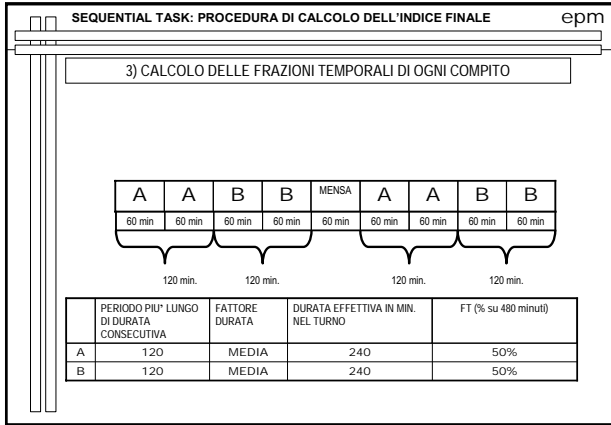 SEQUENTIAL TASK: PROCEDURA DI CALCOLO DELL'INDICE FINALE
epm
3) CALCOLO DELLE FRAZIONI TEMPORALI DI OGNI COMPITO
A A B B MENSA A A B B
60 min 60 min 60 min 60 min 60 min 60 min 60 min 60 min 60 min
120 min. 120 min. 120 min. 120 min.
PERIODO PIU' LUNGO DI DURATA CONSECUTIVA FATTORE DURATA DURATA EFFETTIVA IN MIN. NEL TURNO FT (% su 480 minuti)
A 120 MEDIA 240 50%
B 120 MEDIA 240 50%